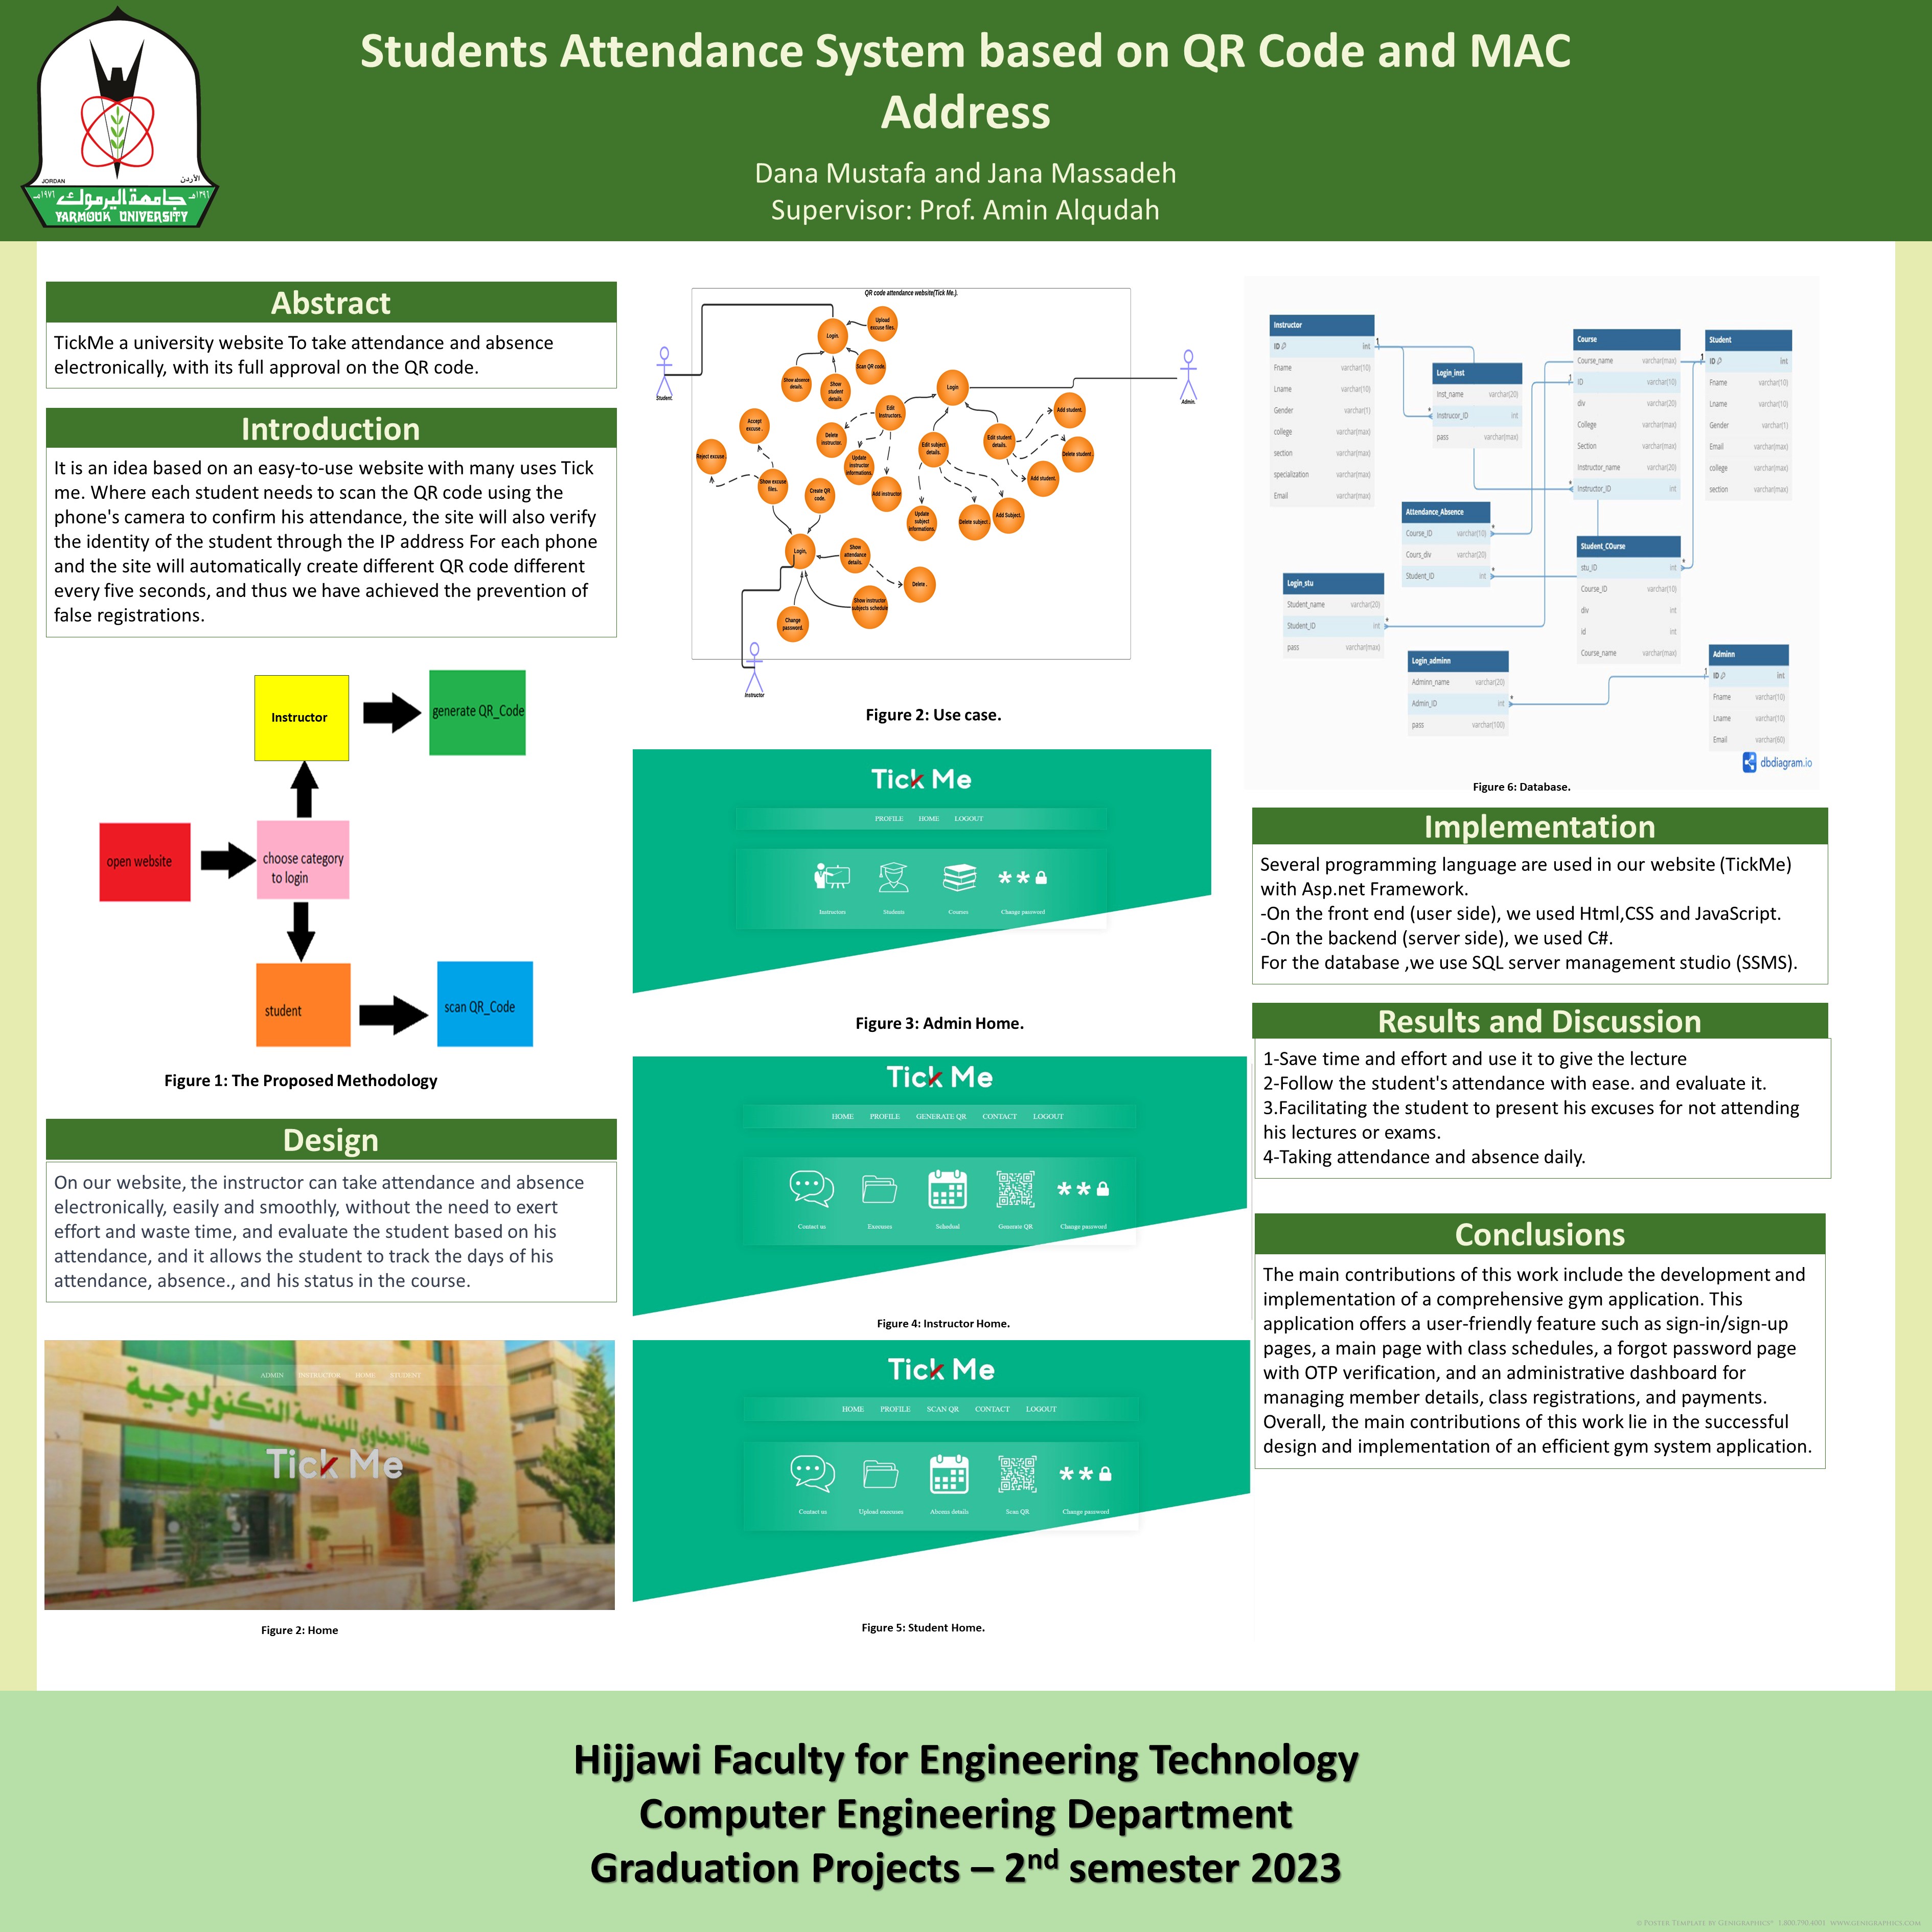 Students Attendance System based on QR Code and MAC
Address
Dana Mustafa and Jana Massadeh
Supervisor: Prof. Amin Alqudah
JORDAN
الأردن
١٩٧٦م
جامعة اليرموك
١٣٩٦هـ
YARMOUK UNIVERSITY
Abstract
TickMe a university website To take attendance and absence
electronically, with its full approval on the QR code.
Introduction
It is an idea based on an easy-to-use website with many uses Tick
me. Where each student needs to scan the QR code using the
phone's camera to confirm his attendance, the site will also verify
the identity of the student through the IP address For each phone
and the site will automatically create different QR code different
every five seconds, and thus we have achieved the prevention of
false registrations.
Instructor
generate QR_Code
open website
choose category
to login
student
scan QR_Code
Figure 1: The Proposed Methodology
Design
On our website, the instructor can take attendance and absence
electronically, easily and smoothly, without the need to exert
effort and waste time, and evaluate the student based on his
attendance, and it allows the student to track the days of his
attendance, absence., and his status in the course.
ADMIN INSTRUCTOR HOME STUDENT
كلية الحجاوي للهندسة التكنولوجية
Tick Me
Figure 2: Home
QR code attendance website(Tick Me.).
Upload
excuse files.
Login.
Scan QR code.
Show absence
details.
Show
student
details.
Student.
Login
Admin.
Edit
Instructors.
Add student.
Accept
excuse .
Delete
instructor.
Edit subject
details.
Edit student
details.
Delete student .
Reject excuse .
Update
instructor
informations.
Add student.
Show excuse
files.
Create QR
code.
Add instructor
Update
subject
informations.
Delete subject .
Add Subject.
Login,
Show
attendance
details.
Delete .
Show instructor
subjects schedule
Change
password.
Instructor
Figure 2: Use case.
Tick Me
PROFILE HOME LOGOUT
Instructors Students Courses Change password
Figure 3: Admin Home.
Tick Me
HOME PROFILE GENERATE QR CONTACT LOGOUT
Contact us Execuses Schedual Generate QR Change password
Figure 4: Instructor Home.
Tick Me
HOME PROFILE SCAN QR CONTACT LOGOUT
Contact us Upload execuses Absens details Scan QR Change password
Figure 5: Student Home.
Instructor
ID int
Fname varchar(10)
Lname varchar(10)
Gender varchar(1)
college varchar(max)
section varchar(max)
specialization varchar(max)
Email varchar(max)
1
Login_inst
Inst_name varchar(20)
* Instrucor_ID int
pass varchar(max)
Course
Course_name varchar(max)
1 ID varchar(10)
div varchar(20)
College varchar(max)
Section varchar(max)
Instructor_name varchar(20)
* Instructor_ID int
Student
1 ID int
Fname varchar(10)
Lname varchar(10)
Gender varchar(1)
Email varchar(max)
college varchar(max)
section varchar(max)
Attendance_Absence
Course_ID varchar(10) *
Cours_div varchar(20)
Student_ID int *
Student_COurse
stu_ID int *
Course_ID varchar(10)
div int
id int
Course_name varchar(max)
Login_stu
Student_name varchar(20)
Student_ID int *
pass varchar(max)
Login_adminn
Adminn_name varchar(20)
Admin_ID int *
pass varchar(100)
Adminn
1 ID int
Fname varchar(10)
Lname varchar(10)
Email varchar(60)
dbdiagram.io
Figure 6: Database.
Implementation
Several programming language are used in our website (TickMe)
with Asp.net Framework.
-On the front end (user side), we used Html,CSS and JavaScript.
-On the backend (server side), we used C#.
For the database ,we use SQL server management studio (SSMS).
Results and Discussion
1-Save time and effort and use it to give the lecture
2-Follow the student's attendance with ease. and evaluate it.
3.Facilitating the student to present his excuses for not attending
his lectures or exams.
4-Taking attendance and absence daily.
Conclusions
The main contributions of this work include the development and
implementation of a comprehensive gym application. This
application offers a user-friendly feature such as sign-in/sign-up
pages, a main page with class schedules, a forgot password page
with OTP verification, and an administrative dashboard for
managing member details, class registrations, and payments.
Overall, the main contributions of this work lie in the successful
design and implementation of an efficient gym system application.
Hijjawi Faculty for Engineering Technology
Computer Engineering Department
Graduation Projects – 2nd semester 2023
© POSTER TEMPLATE BY GENIGRAPHICS® 1.800.790.4001 WWW.GENIGRAPHICS.COM